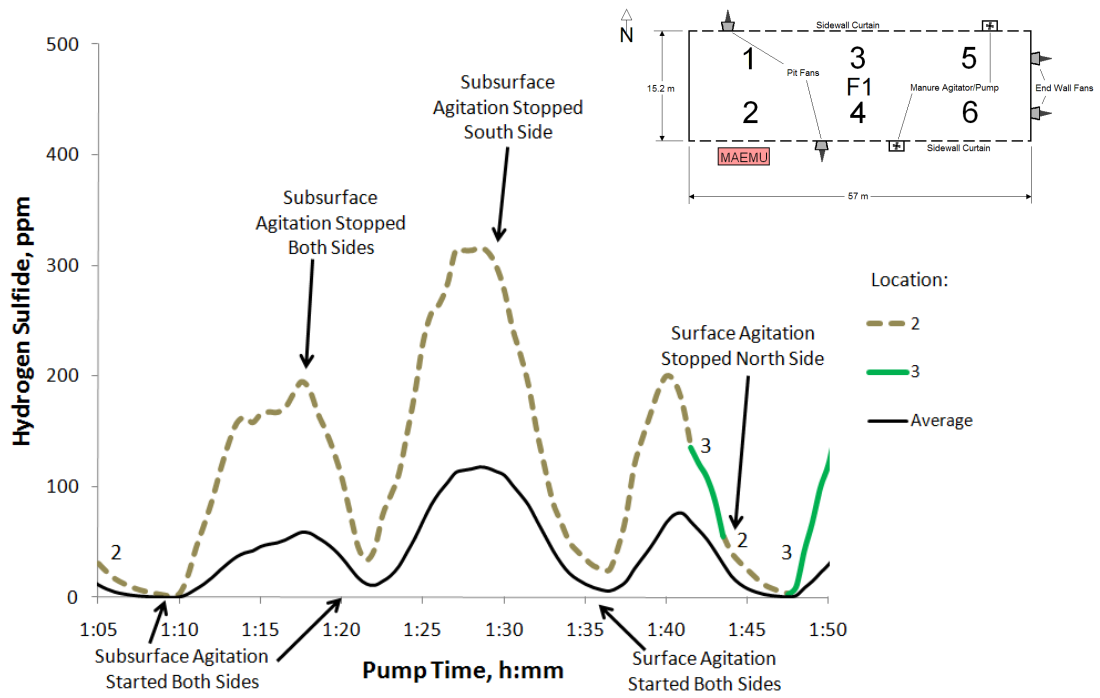 Hydrogen Sulfide, ppm
500
400
300
200
100
0
1:05
1:10
1:15
1:20
1:25
1:30
1:35
1:40
1:45
1:50
Pump Time, h:mm
Subsurface
Agitation Stopped
Both Sides
Subsurface
Agitation Stopped
South Side
Surface Agitation
Stopped North Side
Subsurface Agitation
Started Both Sides
Surface Agitation
Started Both Sides
2
3
2
3
Location:
2
3
Average
N
Sidewall Curtain
15.2 m
1
3
5
Pit Fans
F1
Manure Agitator/Pump
End Wall Fans
2
4
6
MAEMU
Sidewall Curtain
57 m